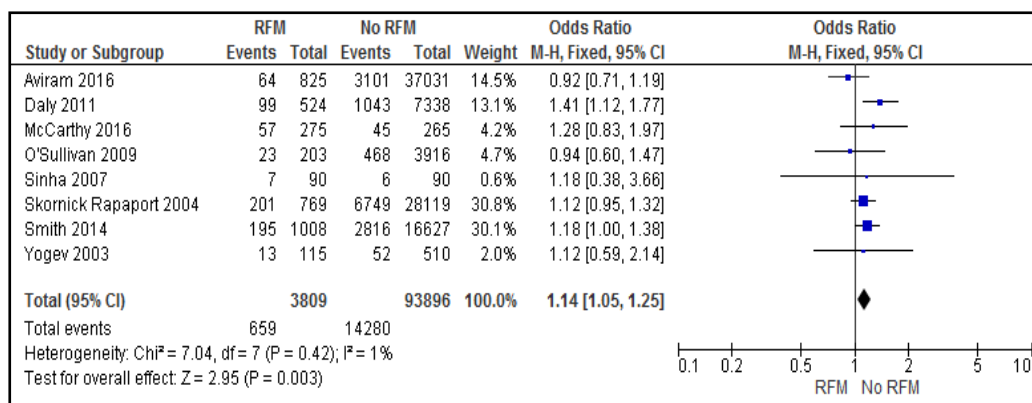 RFM No RFM Odds Ratio Odds Ratio
Study or Subgroup Events Total Events Total Weight M-H, Fixed, 95% CI M-H, Fixed, 95% CI
Aviram 2016 64 825 3101 37031 14.5% 0.92 [0.71, 1.19]
Daly 2011 99 524 1043 7338 13.1% 1.41 [1.12, 1.77]
McCarthy 2016 57 275 45 265 4.2% 1.28 [0.83, 1.97]
O'Sullivan 2009 23 203 468 3916 4.7% 0.94 [0.60, 1.47]
Sinha 2007 7 90 6 90 0.6% 1.18 [0.38, 3.66]
Skornick Rapaport 2004 201 769 6749 28119 30.8% 1.12 [0.95, 1.32]
Smith 2014 195 1008 2816 16627 30.1% 1.18 [1.00, 1.38]
Yogev 2003 13 115 52 510 2.0% 1.12 [0.59, 2.14]
Total (95% CI) 3809 93896 100.0% 1.14 [1.05, 1.25]
Total events 659 14280
Heterogeneity: Chi² = 7.04, df = 7 (P = 0.42); I² = 1%
Test for overall effect: Z = 2.95 (P = 0.003)
0.1 0.2 0.5 1 2 5 10
RFM No RFM